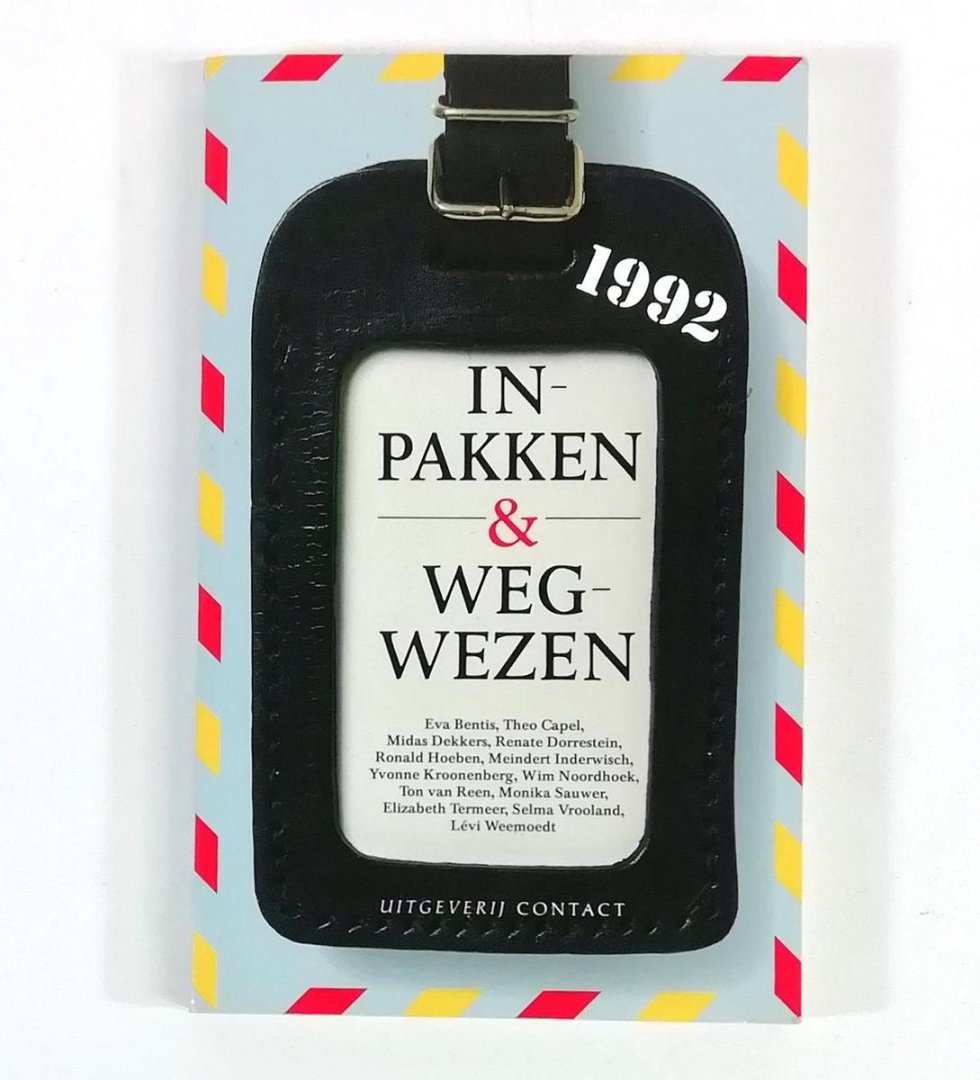 1992
IN-
PAKKEN
&
WEG-
WEZEN
Eva Bentis, Theo Capel,
Midas Dekkers, Renate Dorrestein,
Ronald Hoeben, Meindert Inderwisch,
Yvonne Kroonenberg, Wim Noordhoek,
Ton van Reen, Monika Sauwer,
Elizabeth Termeer, Selma Vrooland,
Lévi Weemoedt
UITGEVERIJ CONTACT